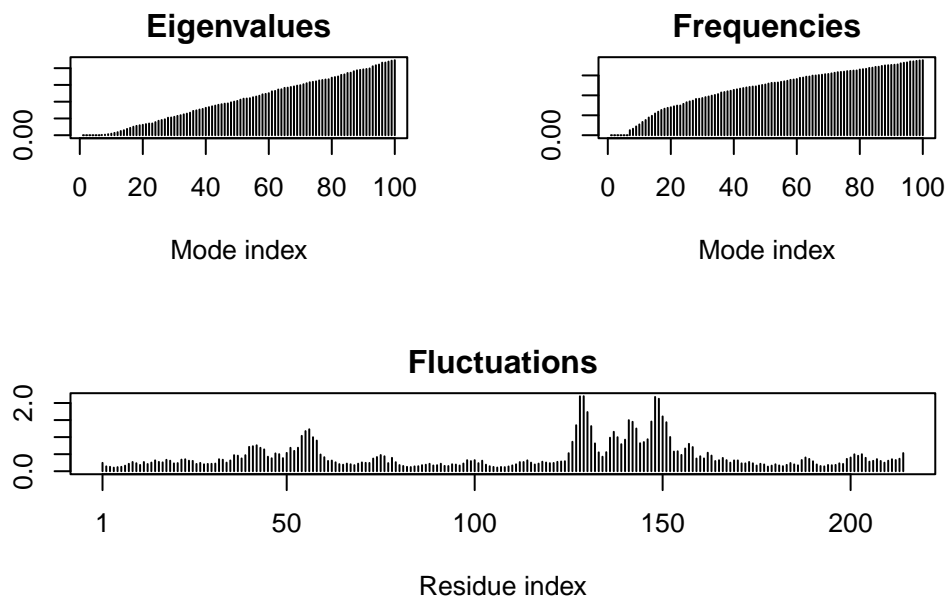 Eigenvalues
0.00
0 20 40 60 80 100
Mode index
Frequencies
0.00
0 20 40 60 80 100
Mode index
Fluctuations
0.0 2.0
1 50 100 150 200
Residue index